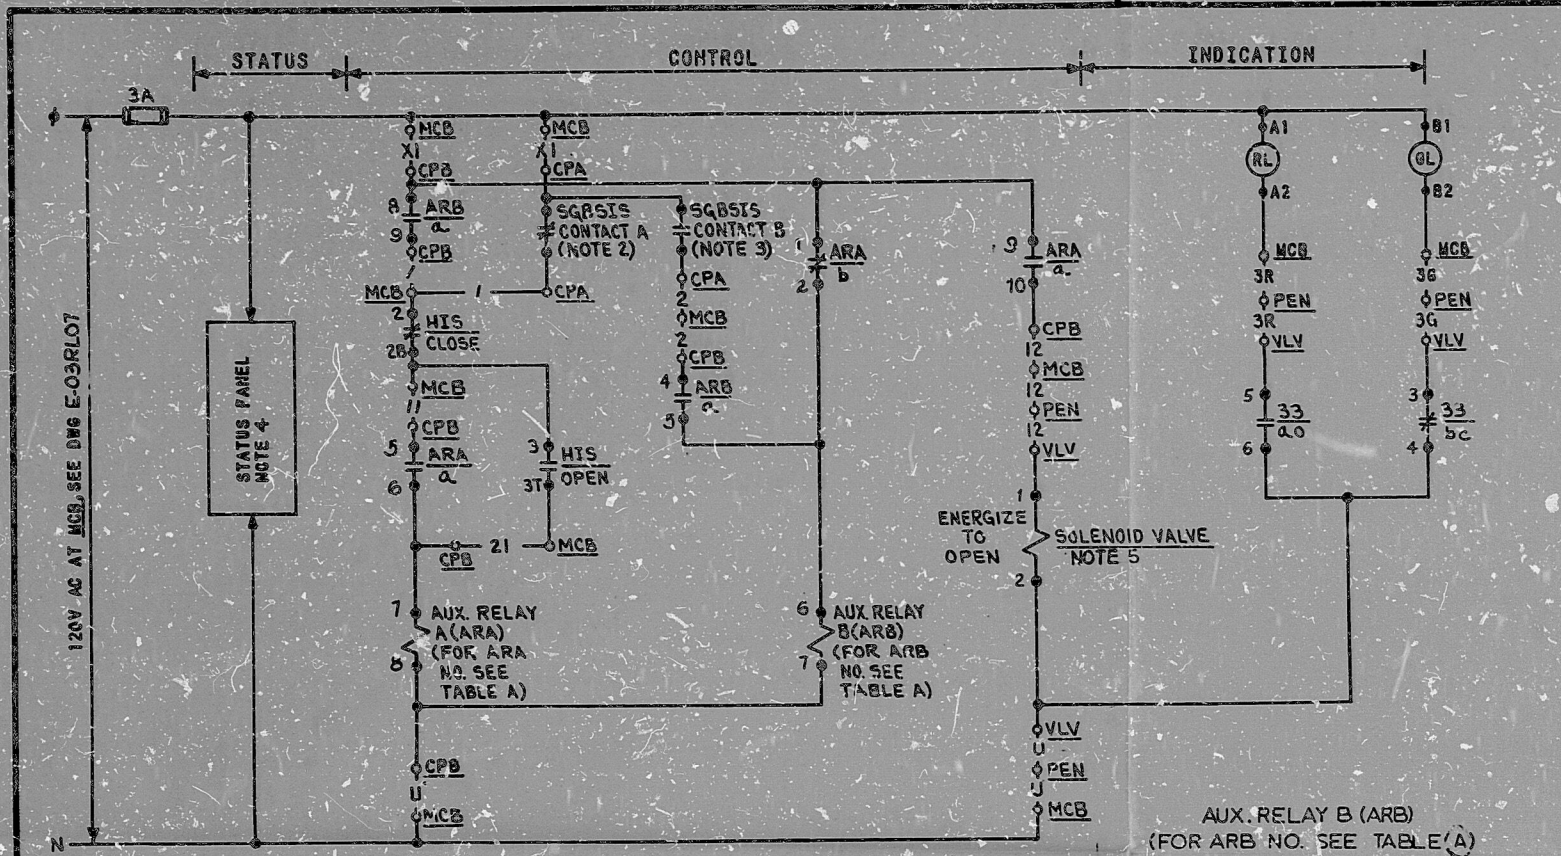 STATUS
CONTROL
INDICATION
3A
ϕ
120V AC AT MCB, SEE DWG E-03RL07
N
STATUS PANEL
NOTE 4
MCB
X1
CPB
8
ARB
a
9
CPB
1
MCB
1
CPA
2
HIS
CLOSE
2B
MCB
11
CPB
5
ARA
a
6
3
HIS
OPEN
3T
CPB
21
MCB
7
AUX. RELAY
A(ARA)
(FOR ARA
NO. SEE
TABLE A)
8
CPB
U
MCB
MCB
X1
CPA
SGBSIS
CONTACT A
(NOTE 2)
SGBSIS
CONTACT B
(NOTE 3)
CPA
2
MCB
2
CPB
4
ARB
a
5
1
ARA
b
2
6
AUX RELAY
B(ARB)
(FOR ARB
NO. SEE
TABLE A)
7
9
ARA
a
10
CPB
12
MCB
12
PEN
12
VLV
1
ENERGIZE
TO
OPEN
SOLENOID VALVE
NOTE 5
2
VLV
U
PEN
U
MCB
A1
RL
A2
MCB
3R
PEN
3R
VLV
5
33
ao
6
B1
GL
B2
MCB
3G
PEN
3G
VLV
3
33
bc
4
AUX. RELAY B (ARB)
(FOR ARB NO. SEE TABLE (A)